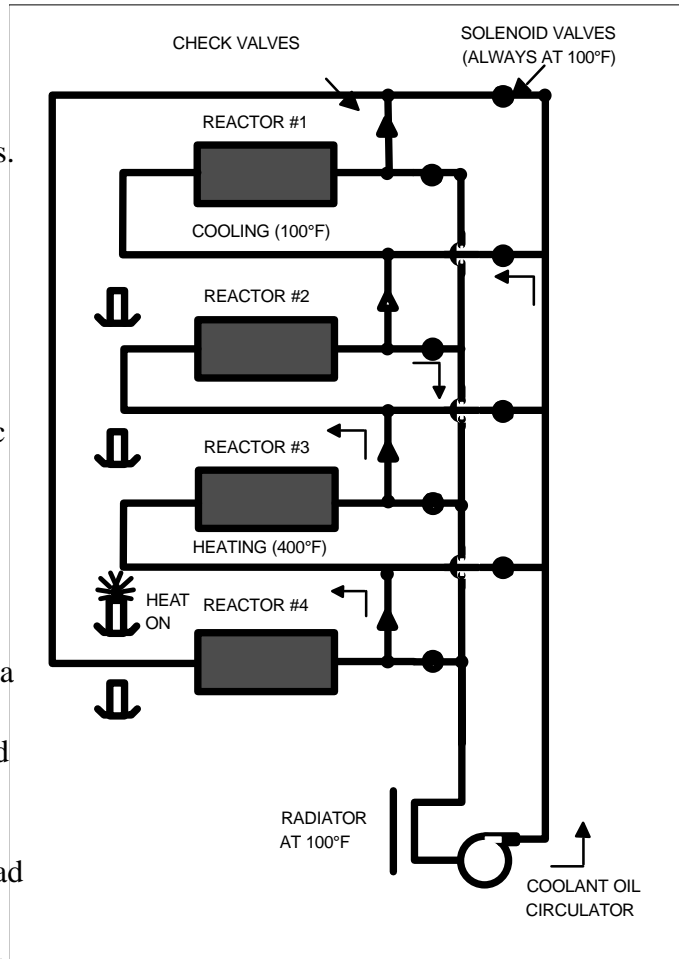 SOLENOID VALVES
(ALWAYS AT 100°F)
CHECK VALVES
REACTOR #1
s.
COOLING (100°F)
REACTOR #2
c
REACTOR #3
HEATING (400°F)
HEAT
ON
REACTOR #4
a
d
RADIATOR
AT 100°F
ad
COOLANT OIL
CIRCULATOR